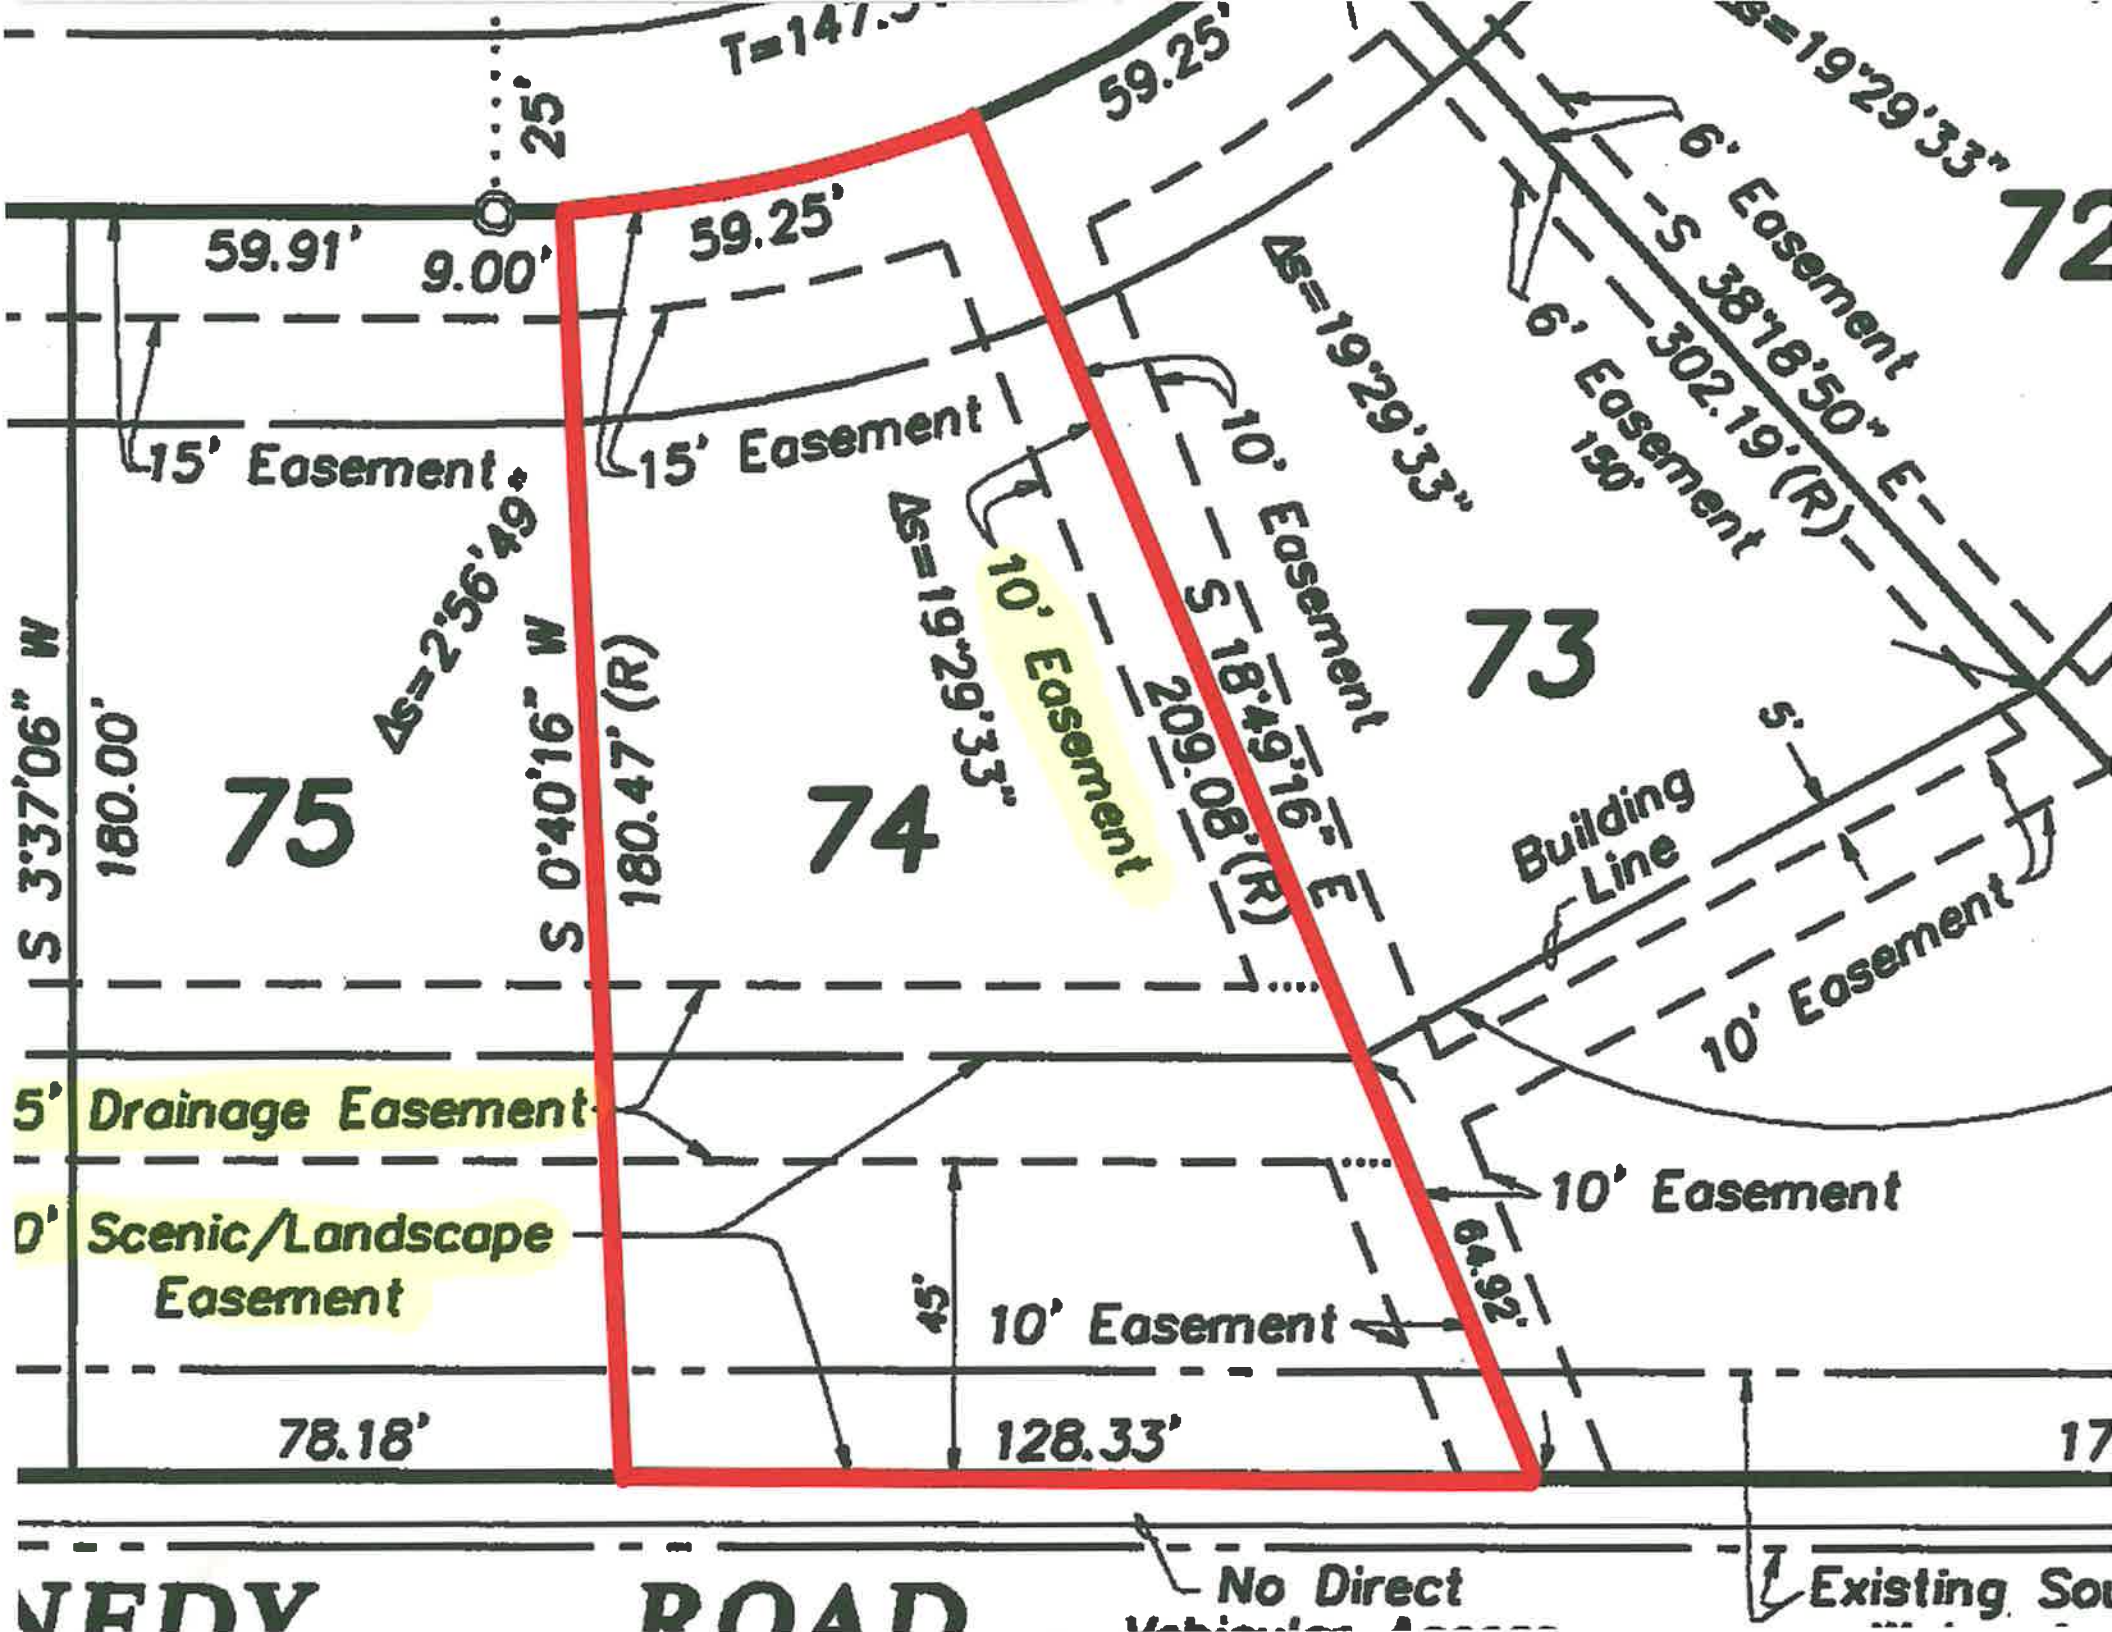 T=147.5
59.25'
25'
Δs=19°29'33"
6' Easement
72
59.91'
9.00'
59.25'
S 38°18'50" E
302.19' (R)
6' Easement
150'
Δs=19°29'33"
15' Easement
15' Easement
10' Easement
Δs=2°56'49"
Δs=19°29'33"
10' Easement
S 18°49'16" E
209.08' (R)
73
S 3°37'06" W
180.00'
75
S 0°40'16" W
180.47' (R)
74
5'
Building
Line
10' Easement
5' Drainage Easement
10' Easement
0' Scenic/Landscape
Easement
64.92'
45'
10' Easement
78.18'
128.33'
17
No Direct
Vehicular Access
Existing Sou
NEDY ROAD